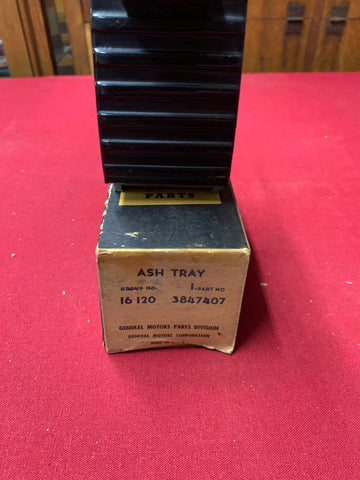 PARTS
ASH TRAY
GROUP NO. 1-PART NO
16 120 3847407
GENERAL MOTORS PARTS DIVISION
GENERAL MOTORS CORPORATION